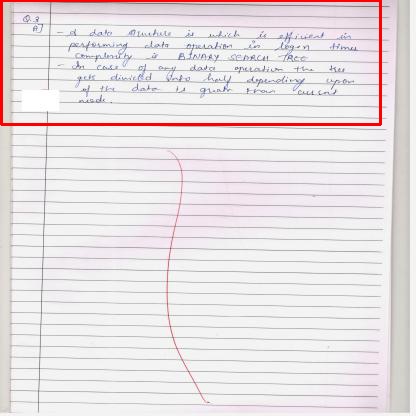 Q.3
A] - A data structure is which is efficient in
performing data operation in logn times
complexity is BINARY SEARCH TREE
- In case of any data operation the tree
gets divided into half depending upon
if the data is greater than current
node.